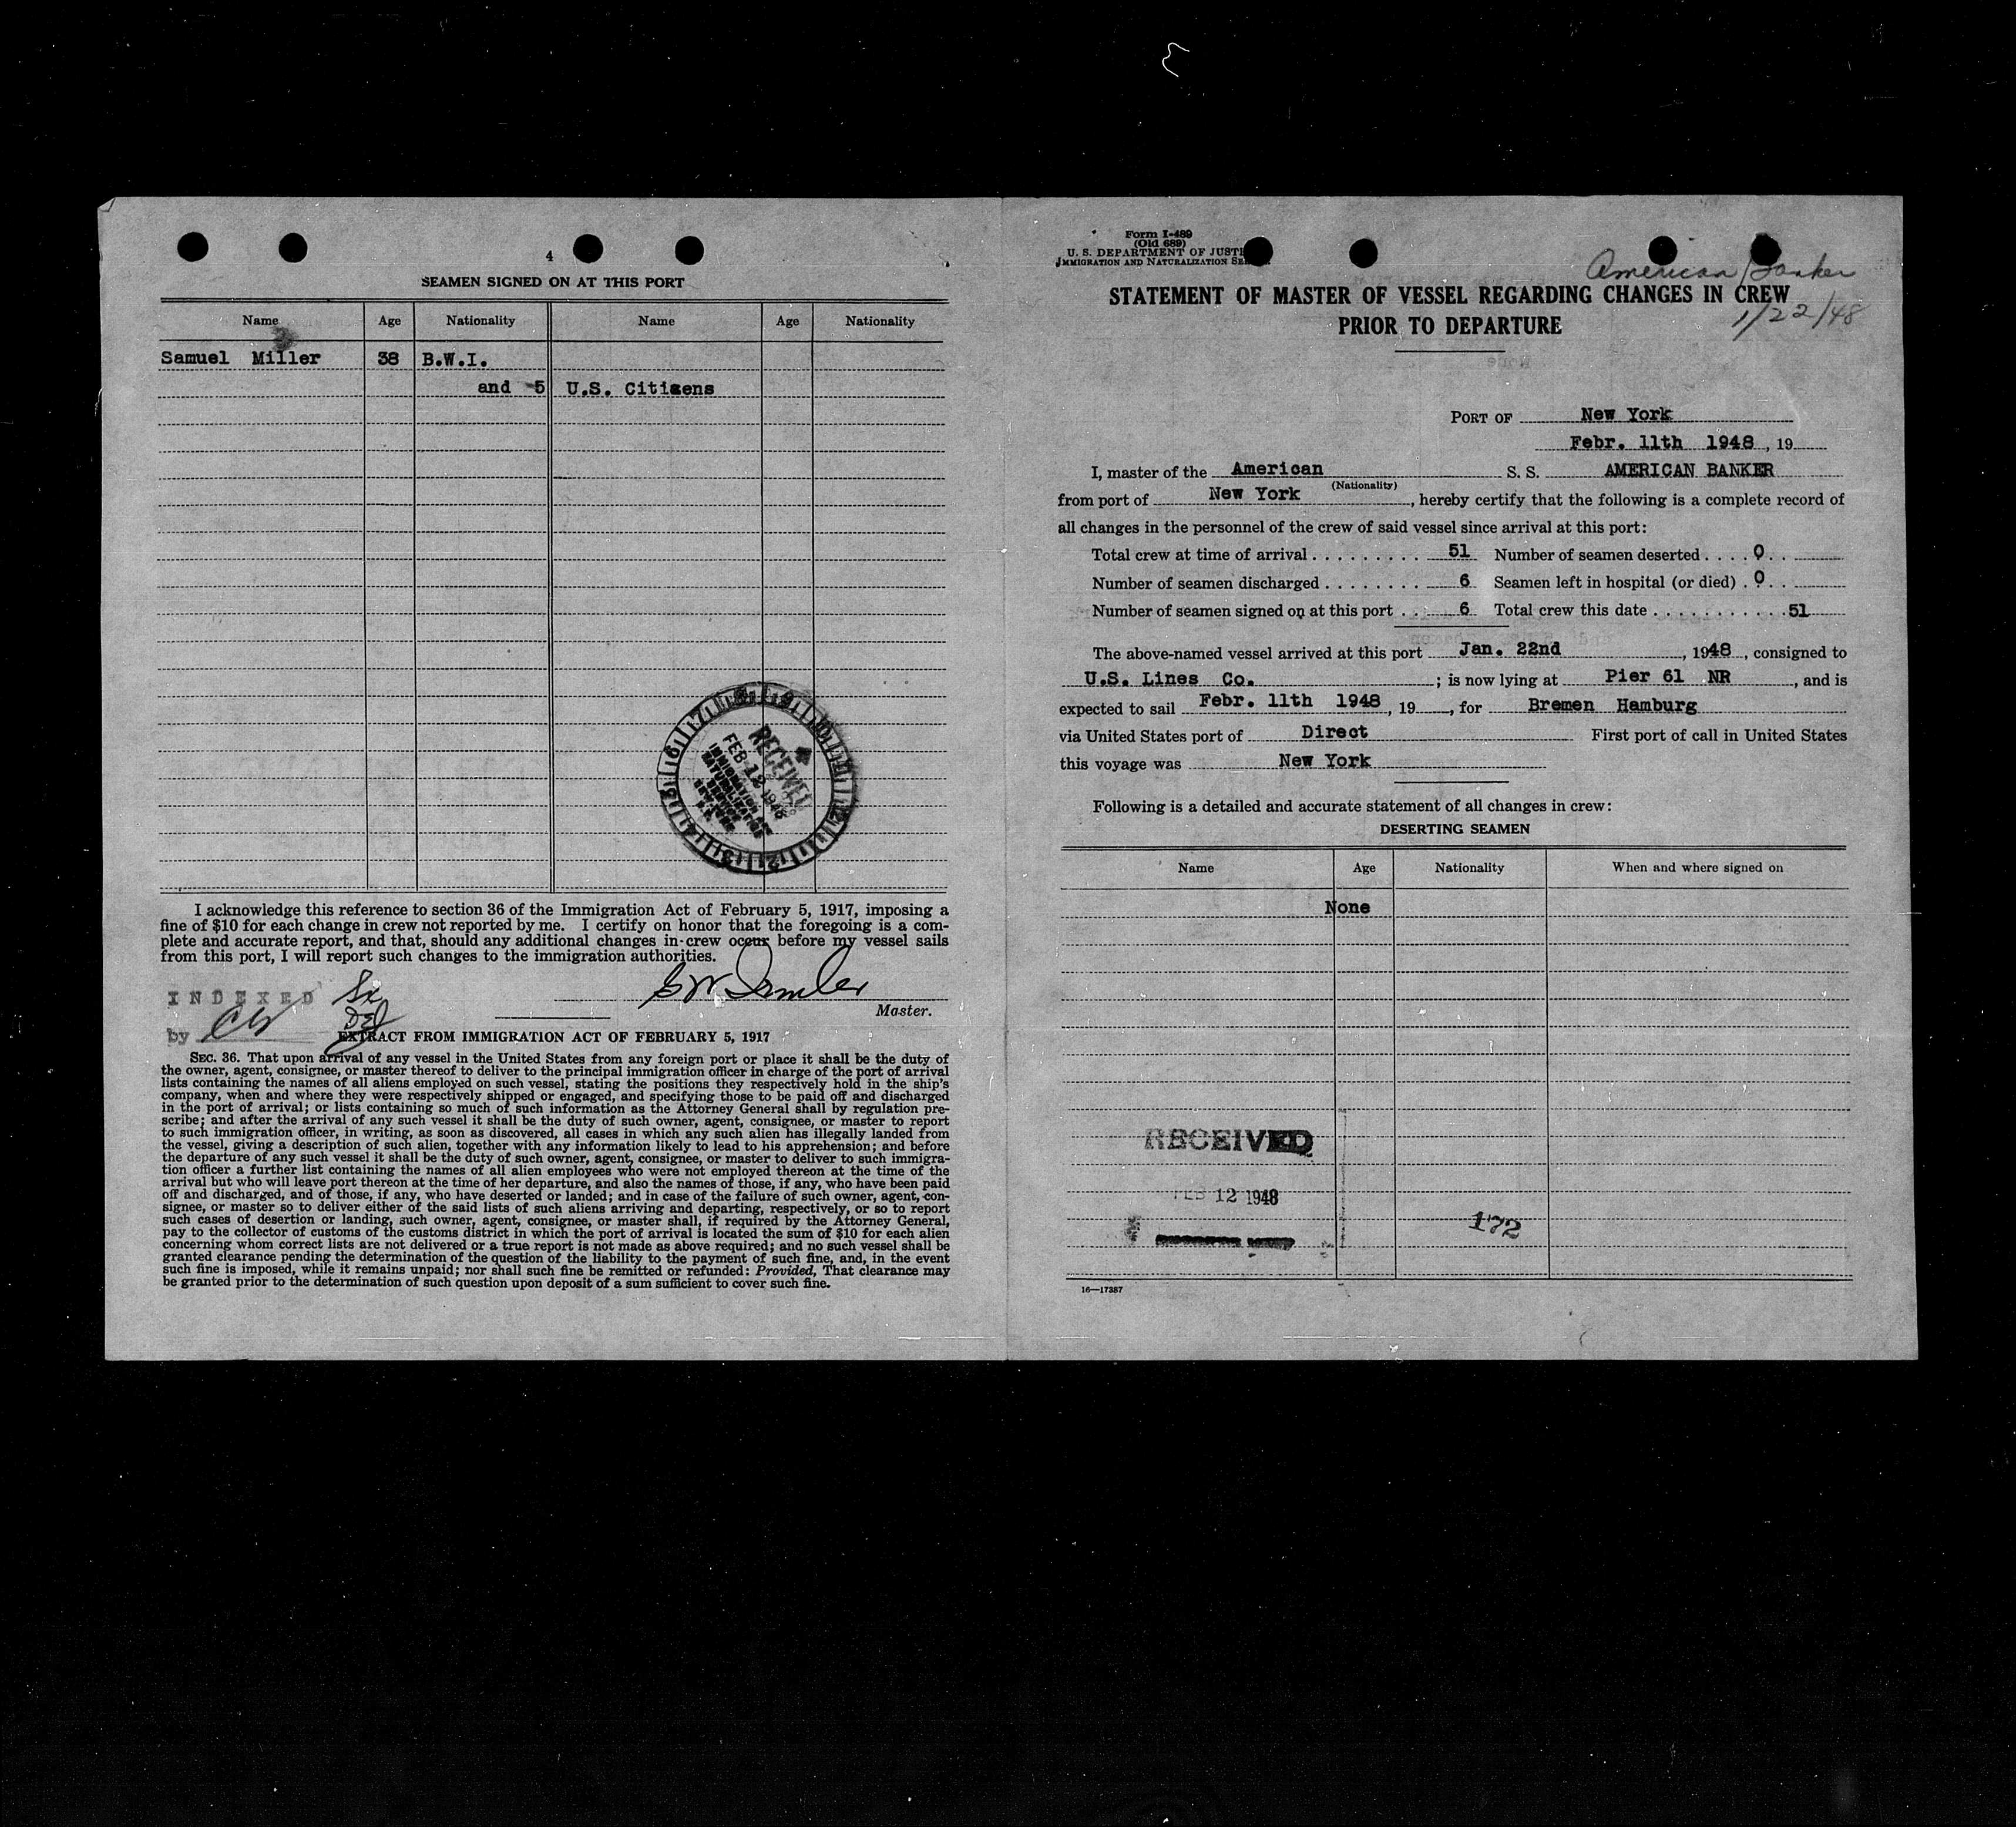 4
SEAMEN SIGNED ON AT THIS PORT
Name Age Nationality Name Age Nationality
Samuel Miller 38 B.W.I.
and 5 U.S. Citizens
RECEIVED
FEB 12 1948
IMMIGRATION
NATURALIZATION
SERVICE
I acknowledge this reference to section 36 of the Immigration Act of February 5, 1917, imposing a
fine of $10 for each change in crew not reported by me. I certify on honor that the foregoing is a com-
plete and accurate report, and that, should any additional changes in crew occur before my vessel sails
from this port, I will report such changes to the immigration authorities.
INDEXED
Master.
by
EXTRACT FROM IMMIGRATION ACT OF FEBRUARY 5, 1917
SEC. 36. That upon arrival of any vessel in the United States from any foreign port or place it shall be the duty of
the owner, agent, consignee, or master thereof to deliver to the principal immigration officer in charge of the port of arrival
lists containing the names of all aliens employed on such vessel, stating the positions they respectively hold in the ship's
company, when and where they were respectively shipped or engaged, and specifying those to be paid off and discharged
in the port of arrival; or lists containing so much of such information as the Attorney General shall by regulation pre-
scribe; and after the arrival of any such vessel it shall be the duty of such owner, agent, consignee, or master to report
to such immigration officer, in writing, as soon as discovered, all cases in which any such alien has illegally landed from
the vessel, giving a description of such alien, together with any information likely to lead to his apprehension; and before
the departure of any such vessel it shall be the duty of such owner, agent, consignee, or master to deliver to such immigra-
tion officer a further list containing the names of all alien employees who were not employed thereon at the time of the
arrival but who will leave port thereon at the time of her departure, and also the names of those, if any, who have been paid
off and discharged, and of those, if any, who have deserted or landed; and in case of the failure of such owner, agent, con-
signee, or master so to deliver either of the said lists of such aliens arriving and departing, respectively, or so to report
such cases of desertion or landing, such owner, agent, consignee, or master shall, if required by the Attorney General,
pay to the collector of customs of the customs district in which the port of arrival is located the sum of $10 for each alien
concerning whom correct lists are not delivered or a true report is not made as above required; and no such vessel shall be
granted clearance pending the determination of the question of the liability to the payment of such fine, and, in the event
such fine is imposed, while it remains unpaid; nor shall such fine be remitted or refunded: Provided, That clearance may
be granted prior to the determination of such question upon deposit of a sum sufficient to cover such fine.
Form I-489
(Old 689)
U. S. DEPARTMENT OF JUSTI
IMMIGRATION AND NATURALIZATION SE
American Banker
1/22/48
STATEMENT OF MASTER OF VESSEL REGARDING CHANGES IN CREW
PRIOR TO DEPARTURE
PORT OF New York
Febr. 11th 1948, 19
I, master of the American S. S. AMERICAN BANKER
(Nationality)
from port of New York, hereby certify that the following is a complete record of
all changes in the personnel of the crew of said vessel since arrival at this port:
Total crew at time of arrival . . . . . . . . . 51 Number of seamen deserted . . . . 0
Number of seamen discharged . . . . . . . . 6 Seamen left in hospital (or died) . 0
Number of seamen signed on at this port . . . 6 Total crew this date . . . . . . . . . . . 51
The above-named vessel arrived at this port Jan. 22nd, 1948, consigned to
U.S. Lines Co.; is now lying at Pier 61 NR, and is
expected to sail Febr. 11th 1948, 19, for Bremen Hamburg
via United States port of Direct First port of call in United States
this voyage was New York
Following is a detailed and accurate statement of all changes in crew:
DESERTING SEAMEN
Name Age Nationality When and where signed on
None
RECEIVED
FEB 12 1948
172
16—17387